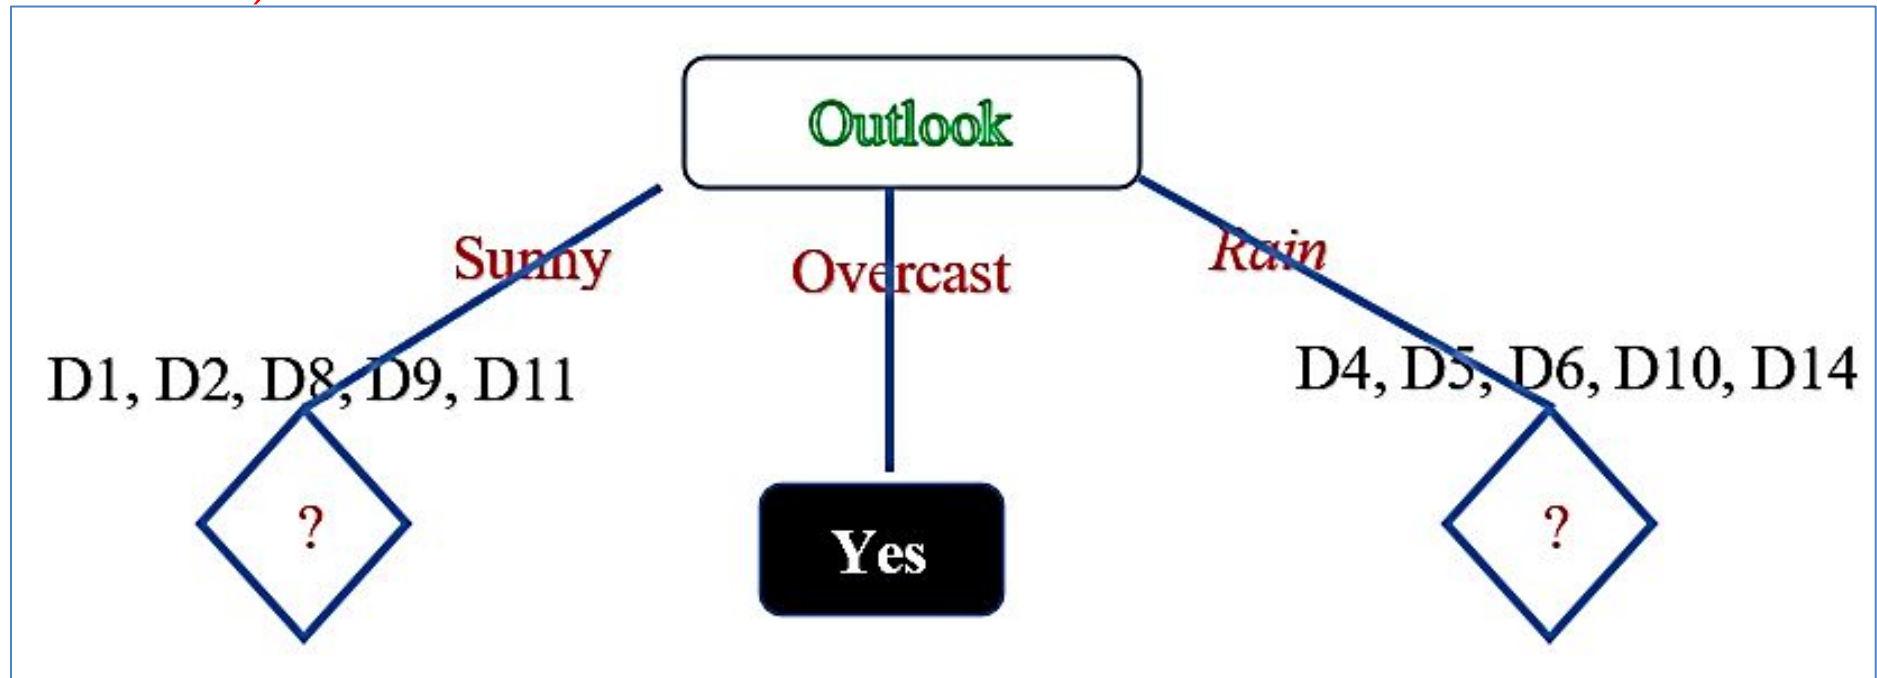 Outlook
Sunny
Overcast
Rain
D1, D2, D8, D9, D11
D4, D5, D6, D10, D14
?
Yes
?